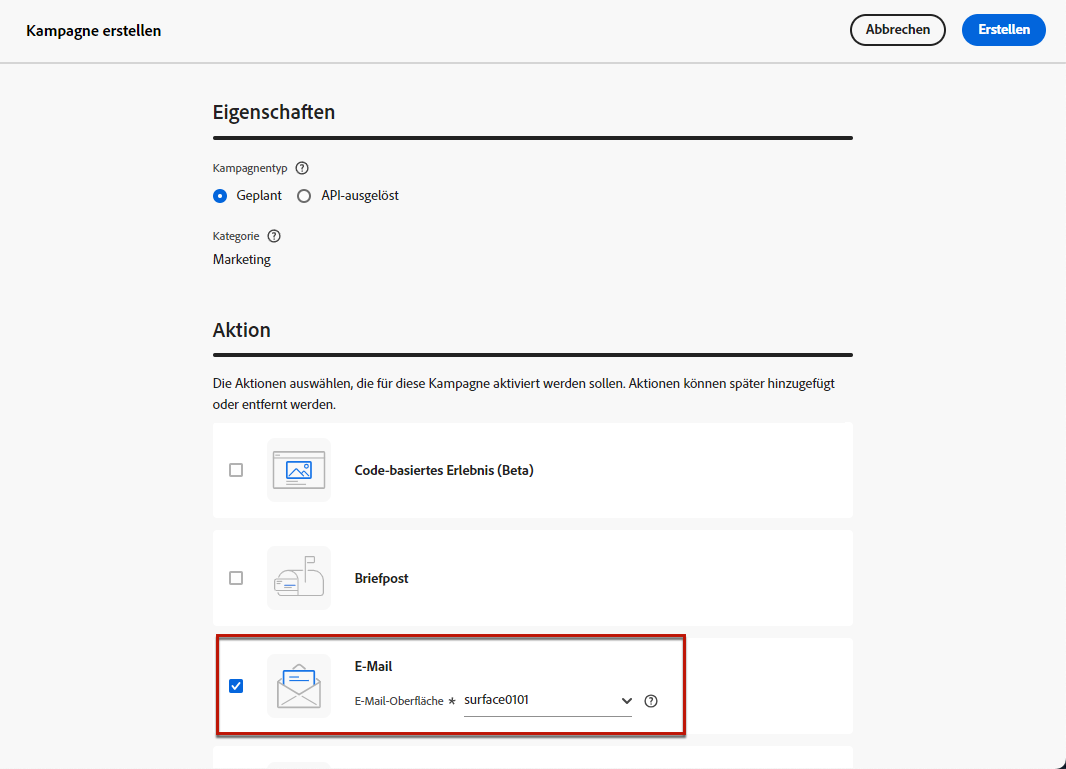 Kampagne erstellen
Abbrechen
Erstellen
Eigenschaften
Kampagnentyp
Geplant
API-ausgelöst
Kategorie
Marketing
Aktion
Die Aktionen auswählen, die für diese Kampagne aktiviert werden sollen. Aktionen können später hinzugefügt
oder entfernt werden.
Code-basiertes Erlebnis (Beta)
Briefpost
E-Mail
E-Mail-Oberfläche * surface0101